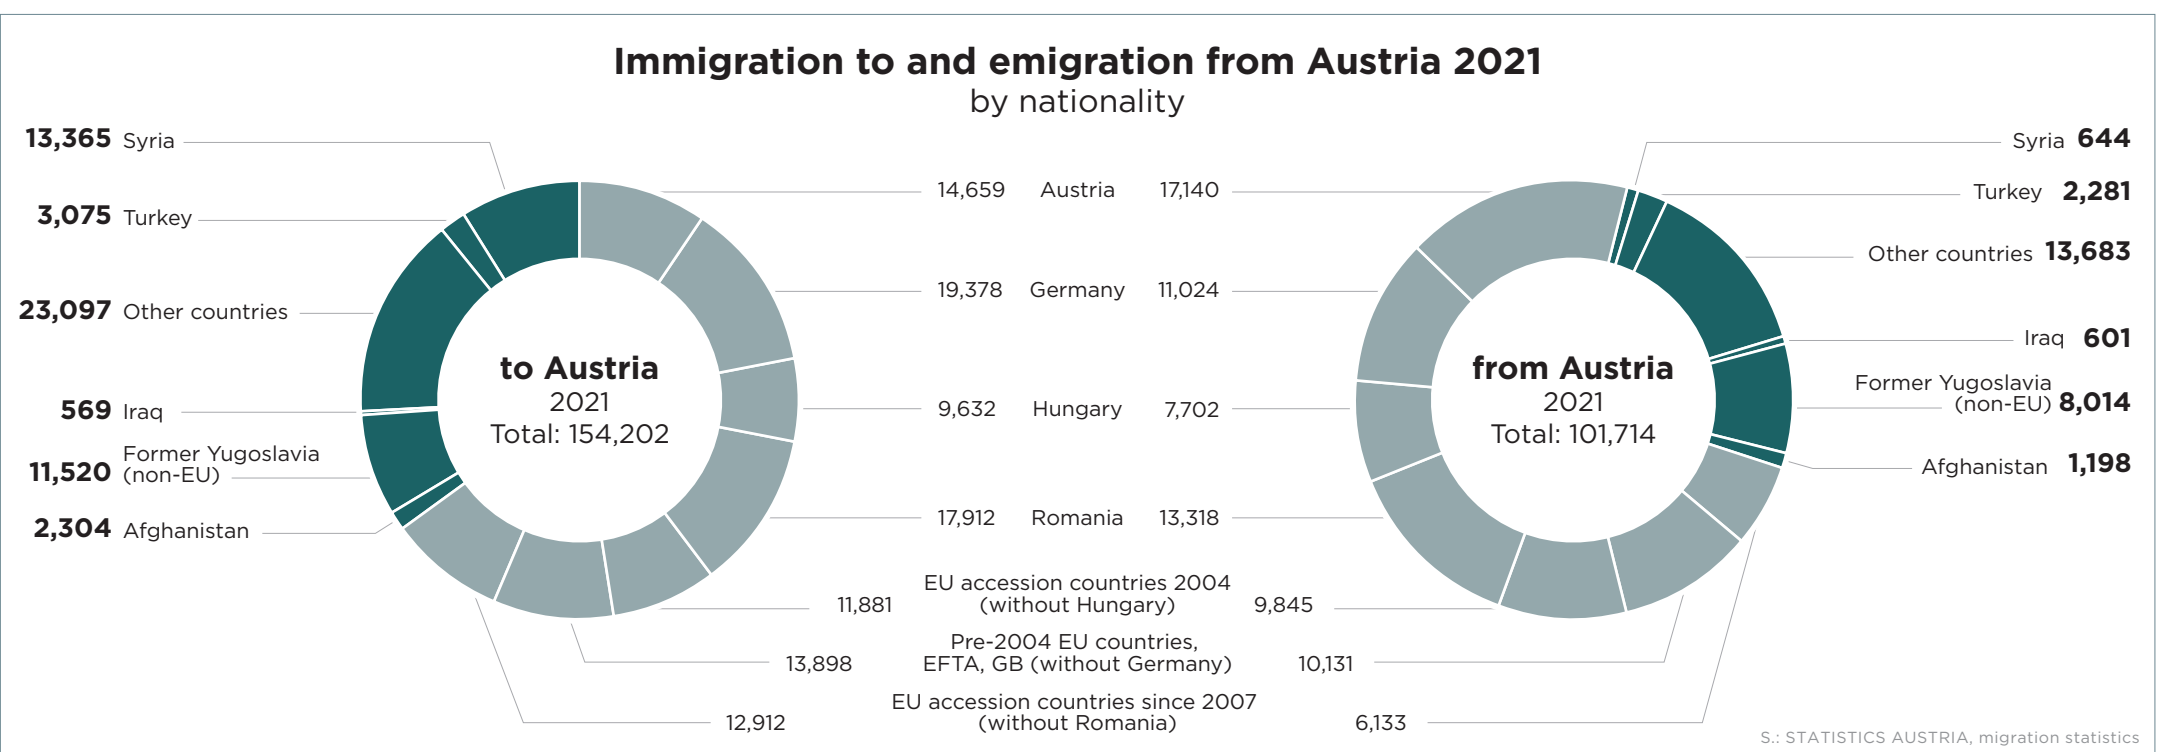 Immigration to and emigration from Austria 2021
by nationality
13,365 Syria
3,075 Turkey
23,097 Other countries
569 Iraq
11,520 Former Yugoslavia
(non-EU)
2,304 Afghanistan
to Austria
2021
Total: 154,202
14,659 Austria 17,140
19,378 Germany 11,024
9,632 Hungary 7,702
17,912 Romania 13,318
EU accession countries 2004
11,881 (without Hungary) 9,845
Pre-2004 EU countries,
13,898 EFTA, GB (without Germany) 10,131
EU accession countries since 2007
12,912 (without Romania) 6,133
from Austria
2021
Total: 101,714
Syria 644
Turkey 2,281
Other countries 13,683
Iraq 601
Former Yugoslavia
(non-EU) 8,014
Afghanistan 1,198
S.: STATISTICS AUSTRIA, migration statistics